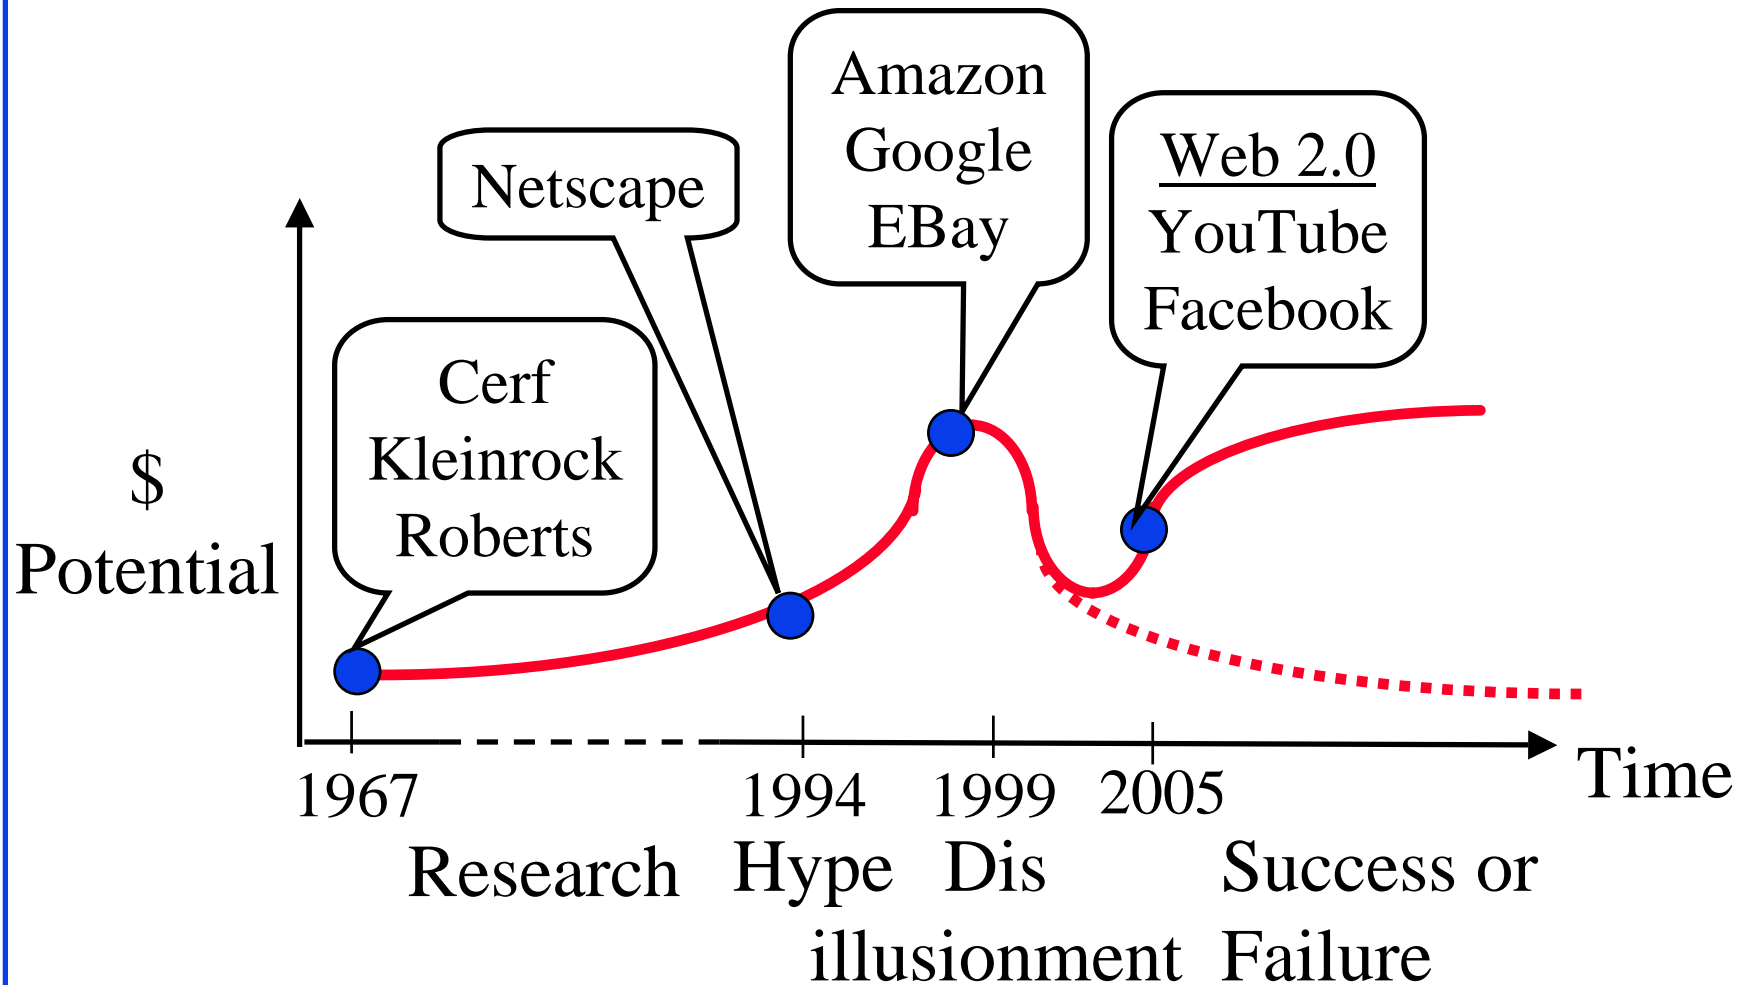 Amazon
Google
EBay
Web 2.0
YouTube
Facebook
Netscape
Cerf
Kleinrock
Roberts
$
Potential
Time
1967 1994 1999 2005
Research Hype Dis Success or
illusionment Failure